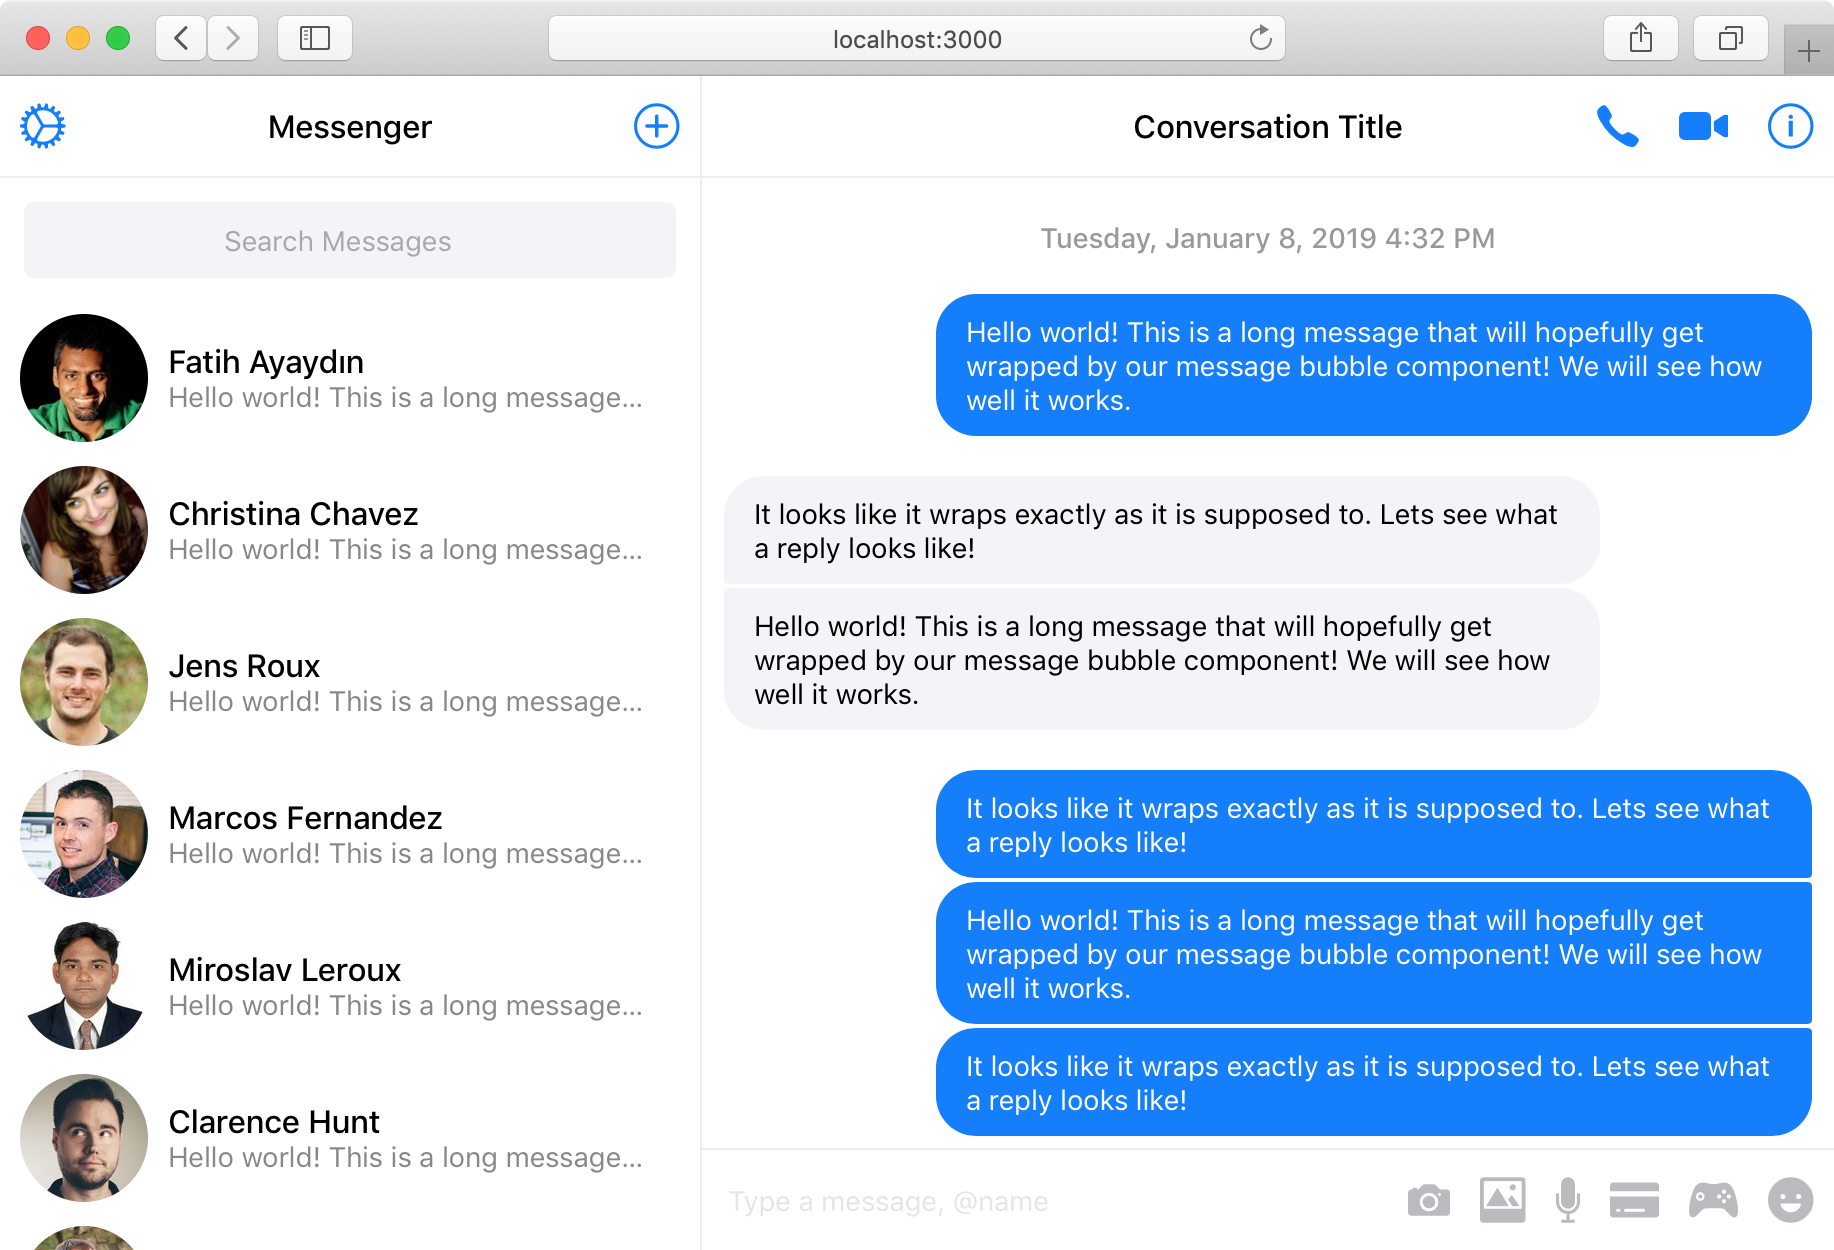 localhost:3000
Messenger
Conversation Title
Search Messages
Fatih Ayaydın
Hello world! This is a long message...
Christina Chavez
Hello world! This is a long message...
Jens Roux
Hello world! This is a long message...
Marcos Fernandez
Hello world! This is a long message...
Miroslav Leroux
Hello world! This is a long message...
Clarence Hunt
Hello world! This is a long message...
Tuesday, January 8, 2019 4:32 PM
Hello world! This is a long message that will hopefully get
wrapped by our message bubble component! We will see how
well it works.
It looks like it wraps exactly as it is supposed to. Lets see what
a reply looks like!
Hello world! This is a long message that will hopefully get
wrapped by our message bubble component! We will see how
well it works.
It looks like it wraps exactly as it is supposed to. Lets see what
a reply looks like!
Hello world! This is a long message that will hopefully get
wrapped by our message bubble component! We will see how
well it works.
It looks like it wraps exactly as it is supposed to. Lets see what
a reply looks like!
Type a message, @name